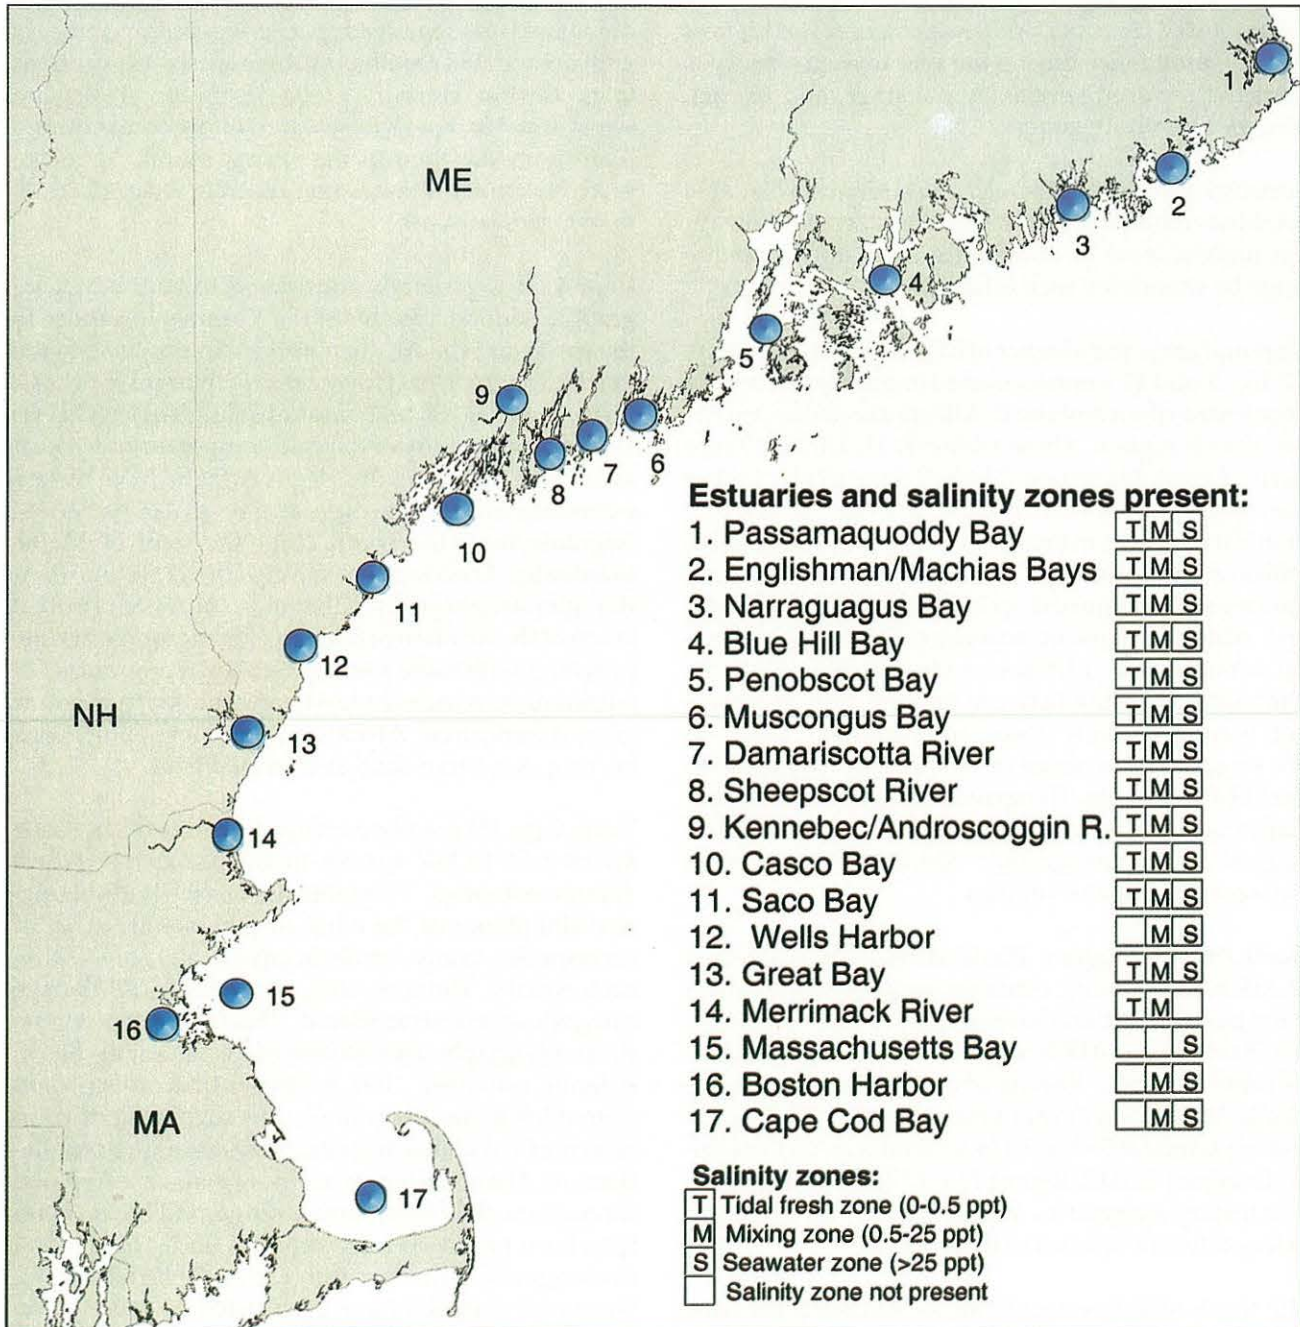 1
ME
2
3
4
5
9
6
7
8
10
11
12
NH
13
14
15
16
MA
17
Estuaries and salinity zones present:
1. Passamaquoddy Bay T M S
2. Englishman/Machias Bays T M S
3. Narraguagus Bay T M S
4. Blue Hill Bay T M S
5. Penobscot Bay T M S
6. Muscongus Bay T M S
7. Damariscotta River T M S
8. Sheepscot River T M S
9. Kennebec/Androscoggin R. T M S
10. Casco Bay T M S
11. Saco Bay T M S
12. Wells Harbor M S
13. Great Bay T M S
14. Merrimack River T M
15. Massachusetts Bay S
16. Boston Harbor M S
17. Cape Cod Bay M S
Salinity zones:
T Tidal fresh zone (0-0.5 ppt)
M Mixing zone (0.5-25 ppt)
S Seawater zone (>25 ppt)
Salinity zone not present